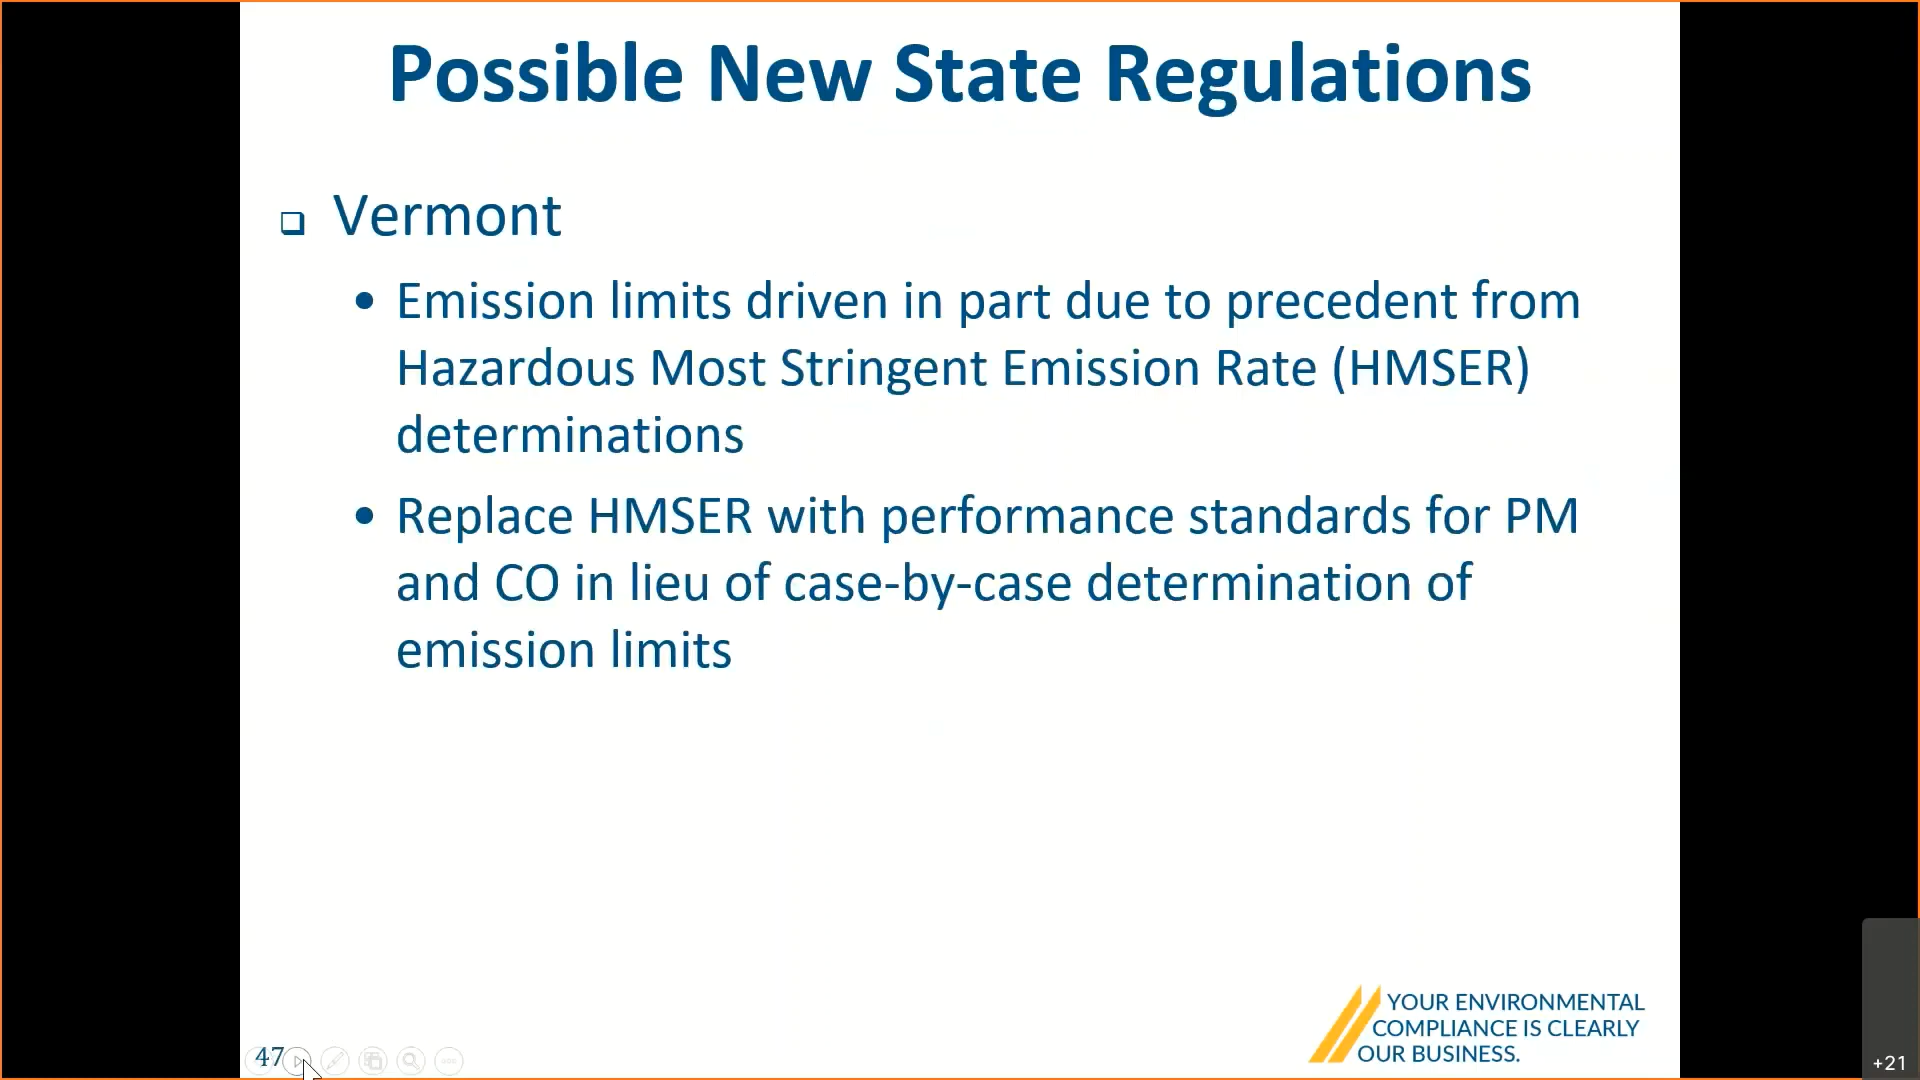 Possible New State Regulations
Vermont
• Emission limits driven in part due to precedent from
Hazardous Most Stringent Emission Rate (HMSER)
determinations
• Replace HMSER with performance standards for PM
and CO in lieu of case-by-case determination of
emission limits
YOUR ENVIRONMENTAL
COMPLIANCE IS CLEARLY
OUR BUSINESS.
47
+21